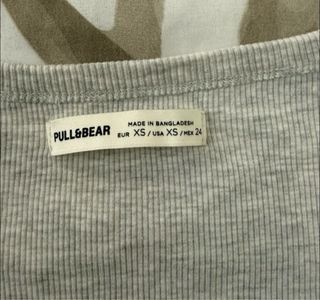 PULL&BEAR
MADE IN BANGLADESH
EUR XS / USA XS / MEX 24